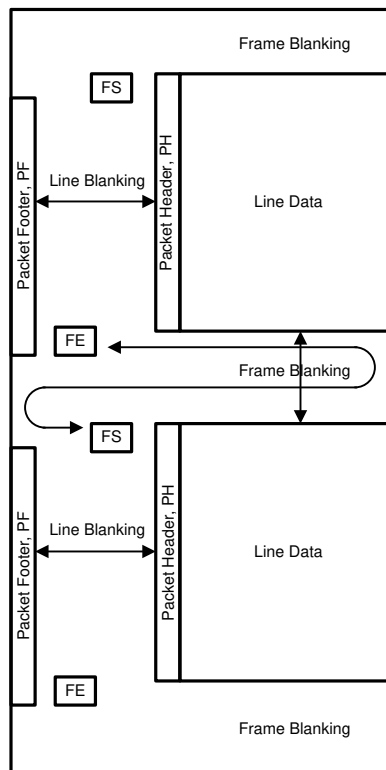 Frame Blanking
FS
Packet Footer, PF
Line Blanking
Packet Header, PH
Line Data
FE
Frame Blanking
FS
Packet Footer, PF
Line Blanking
Packet Header, PH
Line Data
FE
Frame Blanking